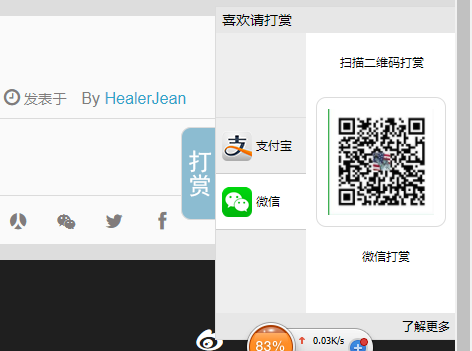 喜欢请打赏
扫描二维码打赏
发表于 By HealerJean
打赏
支付宝
微信
微信打赏
了解更多
83%
0.03K/s